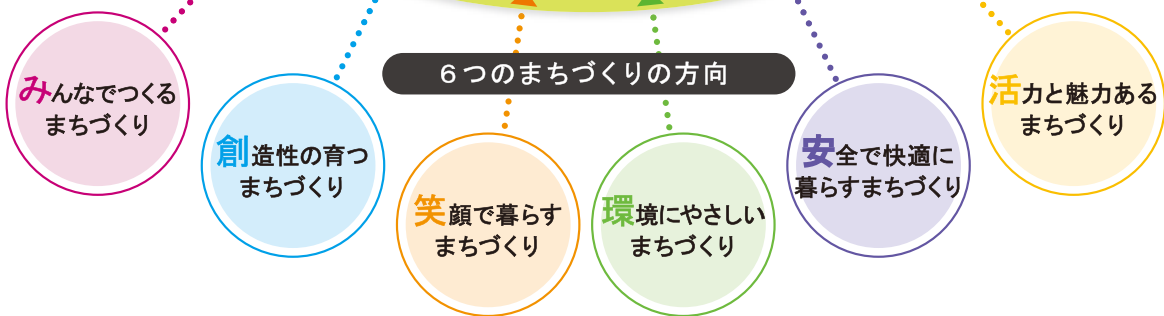 6つのまちづくりの方向
みんなでつくる
まちづくり
創造性の育つ
まちづくり
笑顔で暮らす
まちづくり
環境にやさしい
まちづくり
安全で快適に
暮らすまちづくり
活力と魅力ある
まちづくり